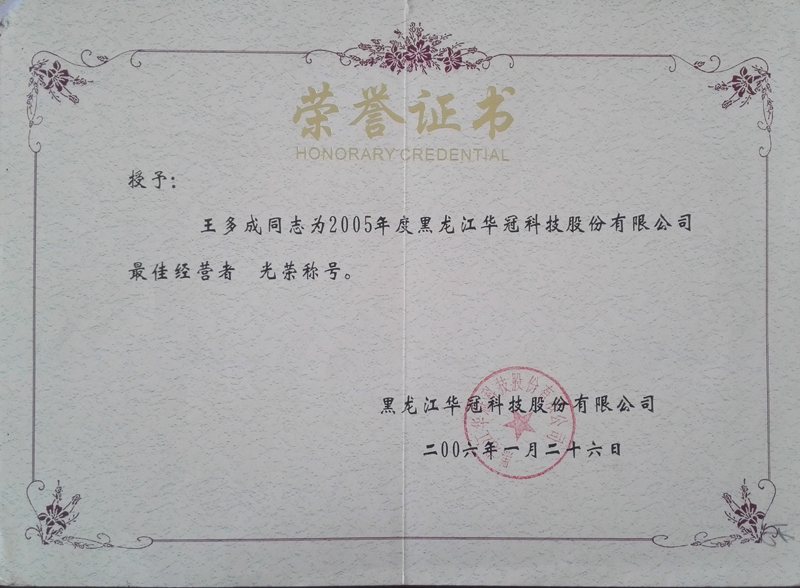 荣誉证书
HONORARY CREDENTIAL
授予：
王多成同志为2005年度黑龙江华冠科技股份有限公司
最佳经营者 光荣称号。
黑龙江华冠科技股份有限公司
二00六年一月二十六日